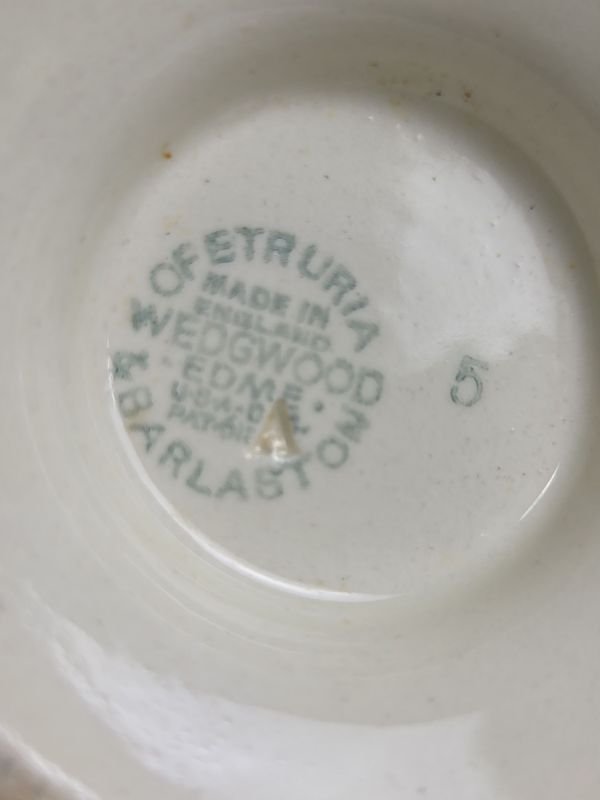 OF ETRURIA
MADE IN
ENGLAND
WEDGWOOD
EDME
& BARLASTON
5